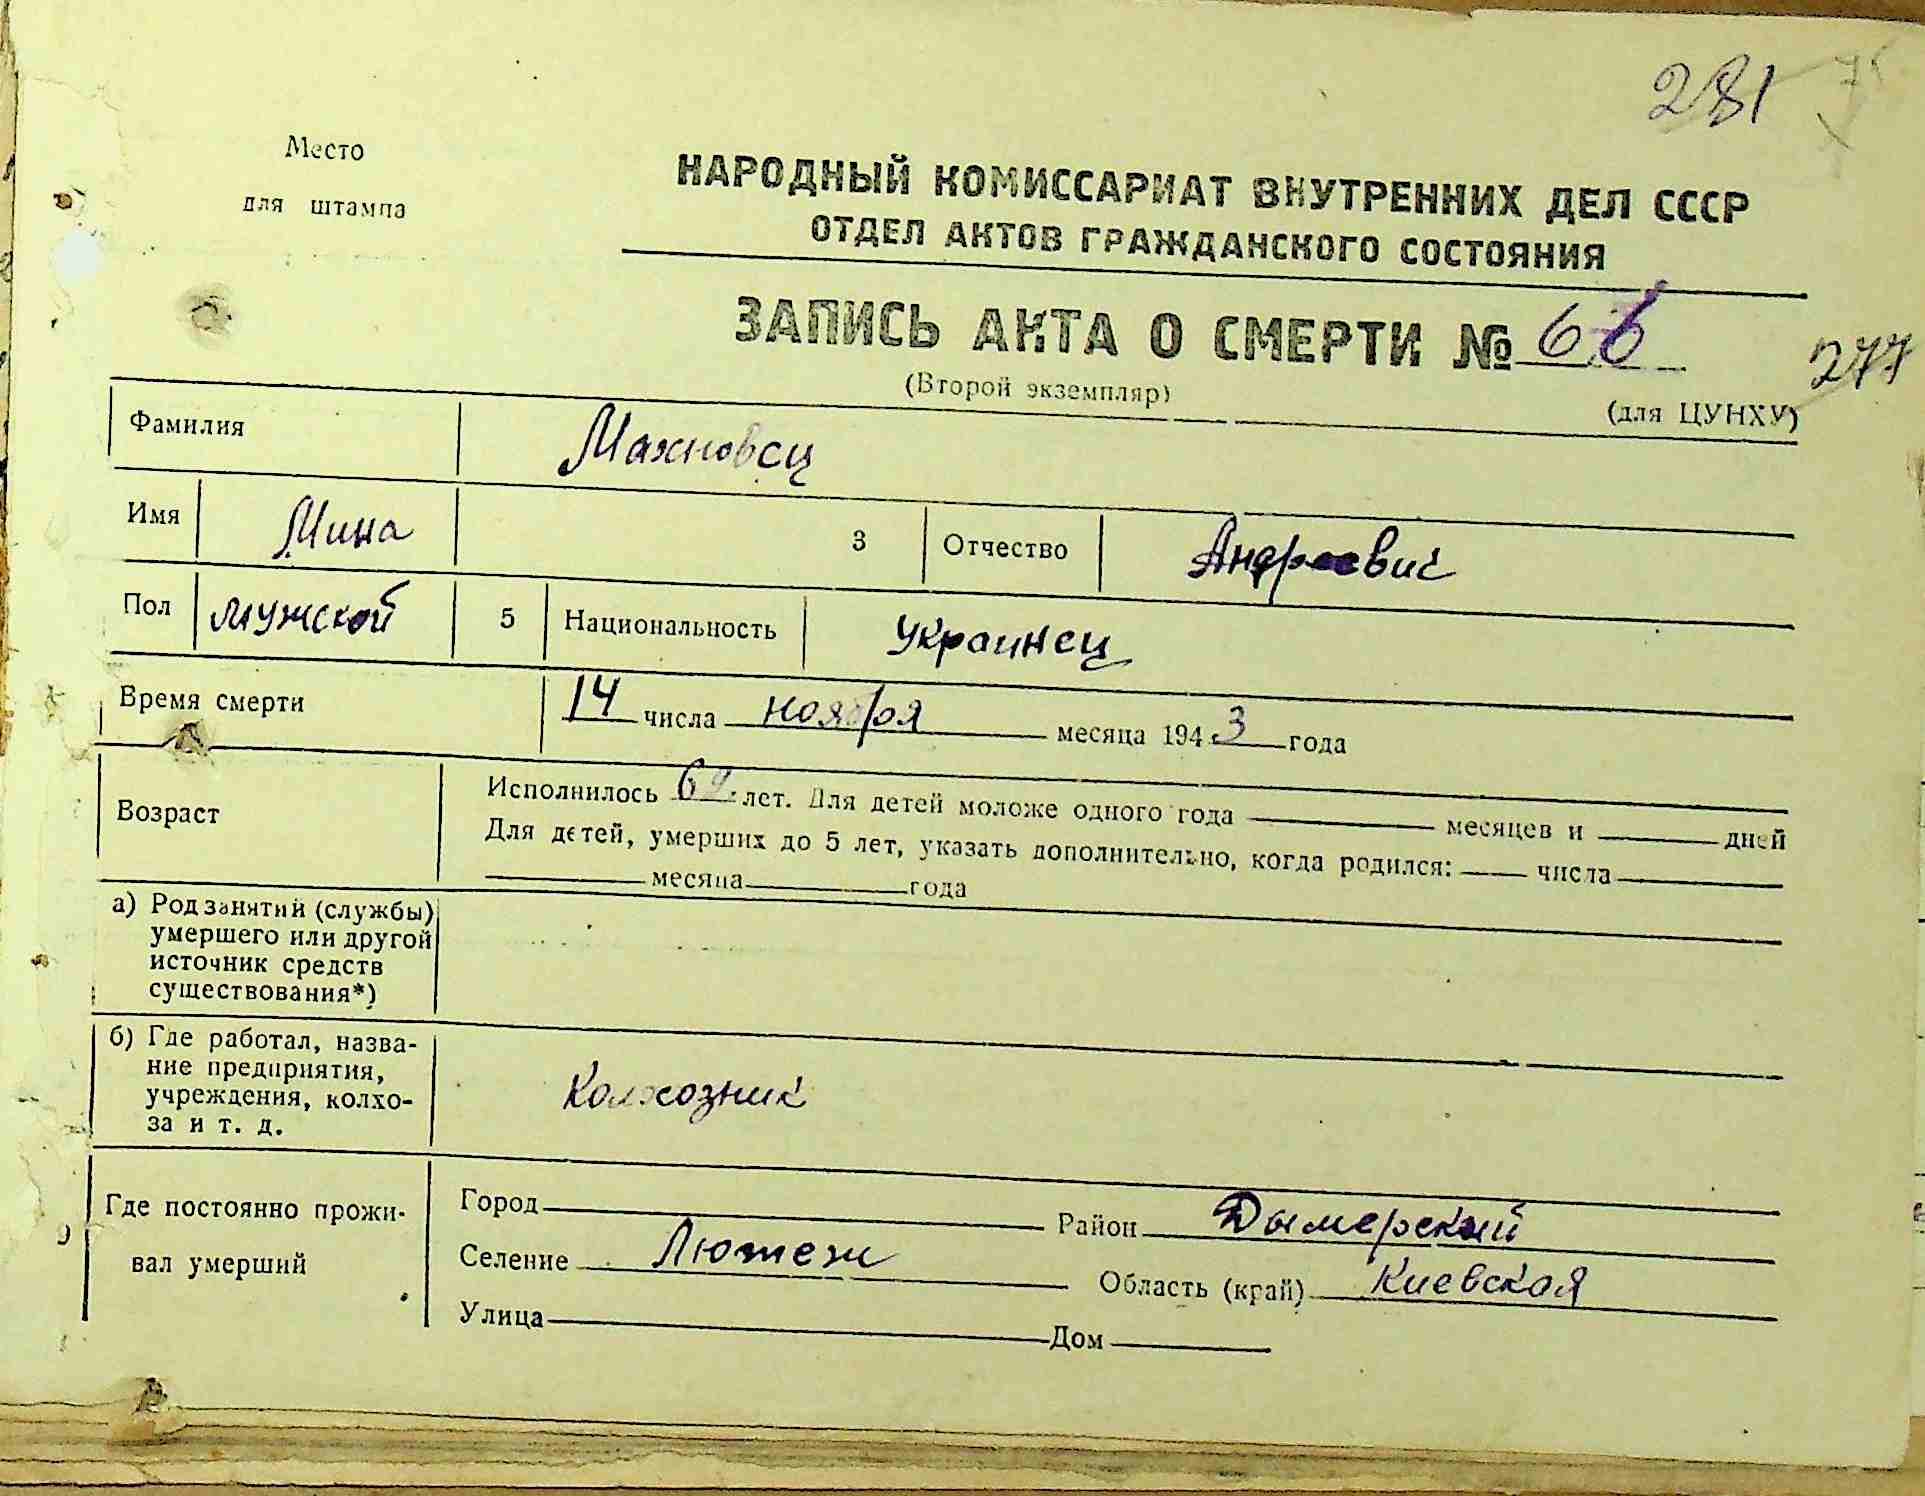 281
Место
для штампа
НАРОДНЫЙ КОМИССАРИАТ ВНУТРЕННИХ ДЕЛ СССР
ОТДЕЛ АКТОВ ГРАЖДАНСКОГО СОСТОЯНИЯ
ЗАПИСЬ АКТА О СМЕРТИ № 66
277
(Второй экземпляр)
(для ЦУНХУ)
Фамилия Махновец
Имя Мина 3 Отчество Андреевич
Пол мужской 5 Национальность украинец
Время смерти 14 числа ноября месяца 1943 года
Возраст
Исполнилось лет. Для детей моложе одного года месяцев и дней
Для детей, умерших до 5 лет, указать дополнительно, когда родился: числа
месяца года
а) Род занятий (службы)
умершего или другой
источник средств
существования*)
б) Где работал, назва-
ние предприятия,
учреждения, колхо-
за и т. д.
Колхозник
Где постоянно прожи-
вал умерший
Город Район Дымерский
Селение Лютеж Область (край) Киевская
Улица Дом